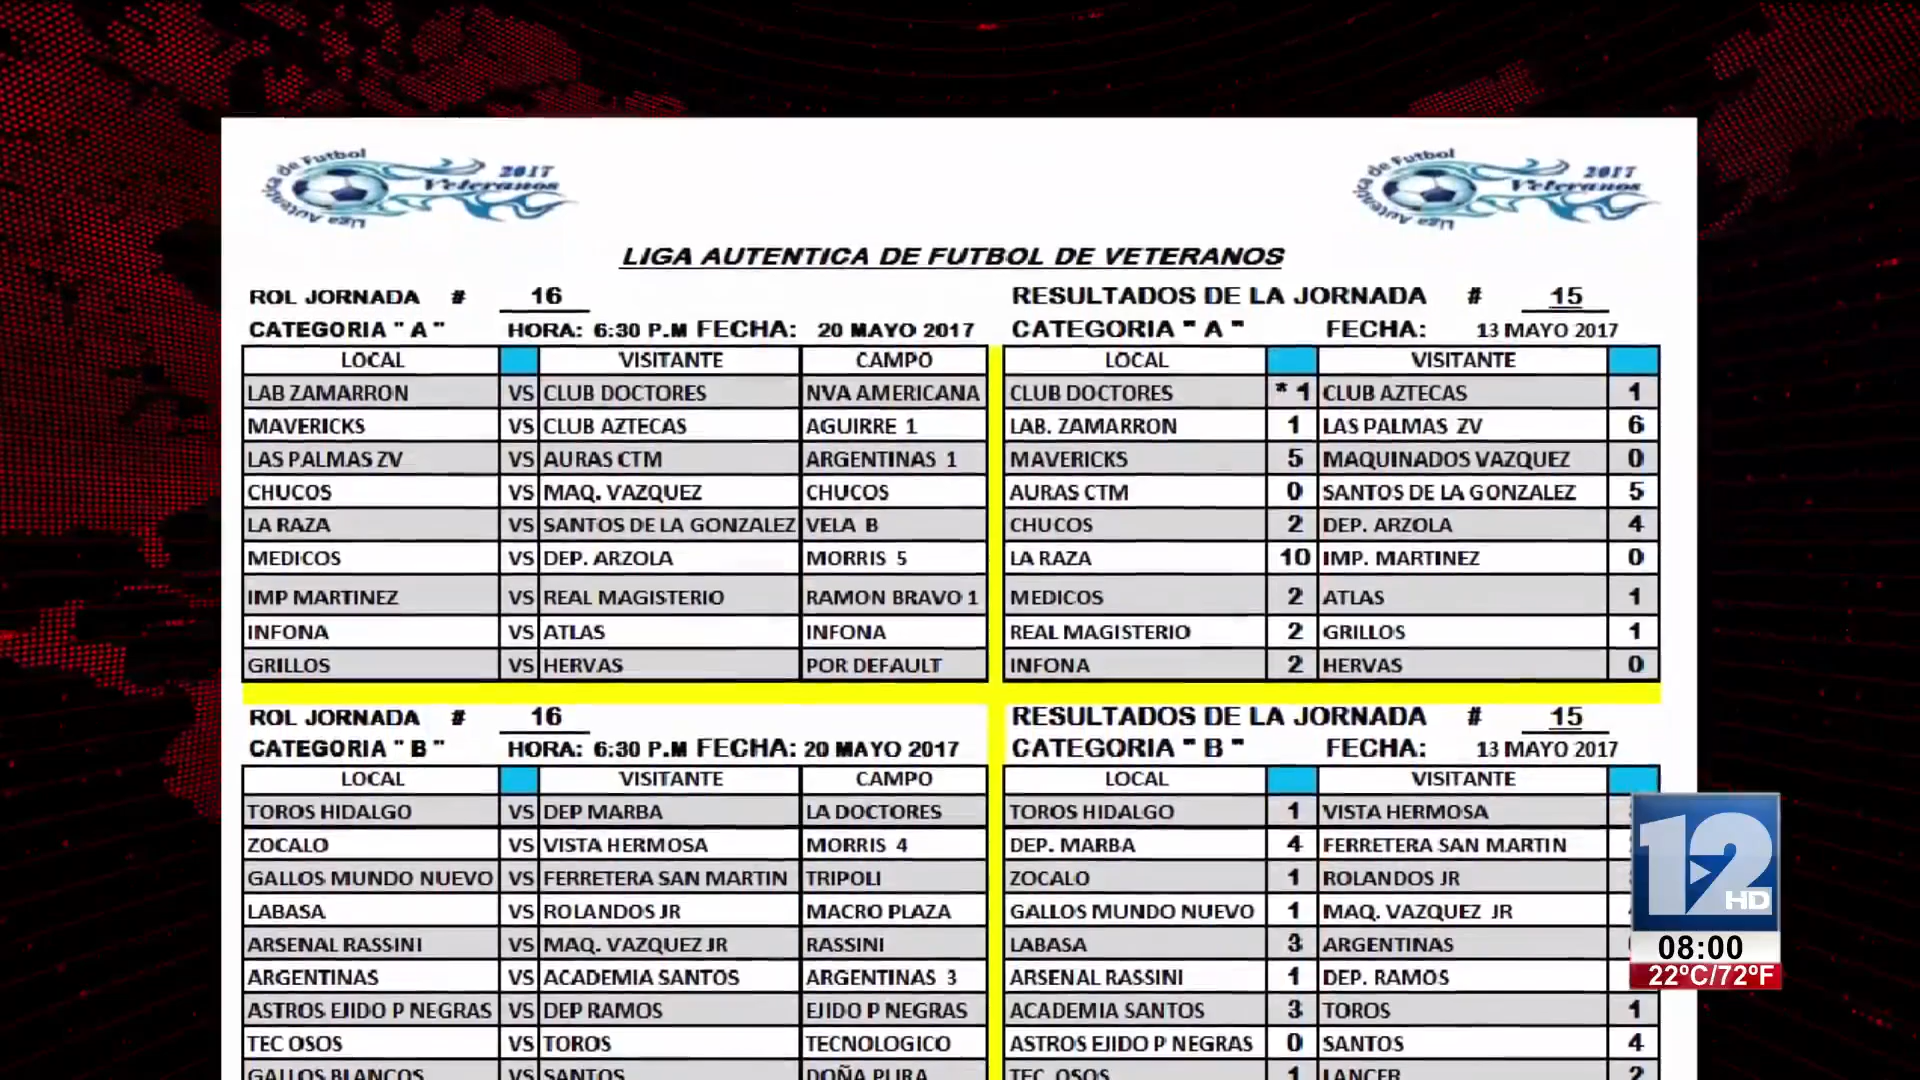 Liga Autentica de Futbol
2017
Veteranos
Liga Autentica de Futbol
2017
Veteranos
LIGA AUTENTICA DE FUTBOL DE VETERANOS
ROL JORNADA # 16
CATEGORIA " A " HORA: 6:30 P.M FECHA: 20 MAYO 2017
LOCAL VISITANTE CAMPO
LAB ZAMARRON VS CLUB DOCTORES NVA AMERICANA
MAVERICKS VS CLUB AZTECAS AGUIRRE 1
LAS PALMAS ZV VS AURAS CTM ARGENTINAS 1
CHUCOS VS MAQ. VAZQUEZ CHUCOS
LA RAZA VS SANTOS DE LA GONZALEZ VELA B
MEDICOS VS DEP. ARZOLA MORRIS 5
IMP MARTINEZ VS REAL MAGISTERIO RAMON BRAVO 1
INFONA VS ATLAS INFONA
GRILLOS VS HERVAS POR DEFAULT
RESULTADOS DE LA JORNADA # 15
CATEGORIA " A " FECHA: 13 MAYO 2017
LOCAL VISITANTE
CLUB DOCTORES * 1 CLUB AZTECAS 1
LAB. ZAMARRON 1 LAS PALMAS ZV 6
MAVERICKS 5 MAQUINADOS VAZQUEZ 0
AURAS CTM 0 SANTOS DE LA GONZALEZ 5
CHUCOS 2 DEP. ARZOLA 4
LA RAZA 10 IMP. MARTINEZ 0
MEDICOS 2 ATLAS 1
REAL MAGISTERIO 2 GRILLOS 1
INFONA 2 HERVAS 0
ROL JORNADA # 16
CATEGORIA " B " HORA: 6:30 P.M FECHA: 20 MAYO 2017
LOCAL VISITANTE CAMPO
TOROS HIDALGO VS DEP MARBA LA DOCTORES
ZOCALO VS VISTA HERMOSA MORRIS 4
GALLOS MUNDO NUEVO VS FERRETERA SAN MARTIN TRIPOLI
LABASA VS ROLANDOS JR MACRO PLAZA
ARSENAL RASSINI VS MAQ. VAZQUEZ JR RASSINI
ARGENTINAS VS ACADEMIA SANTOS ARGENTINAS 3
ASTROS EJIDO P NEGRAS VS DEP RAMOS EJIDO P NEGRAS
TEC OSOS VS TOROS TECNOLOGICO
GALLOS BLANCOS VS SANTOS DOÑA PURA
RESULTADOS DE LA JORNADA # 15
CATEGORIA " B " FECHA: 13 MAYO 2017
LOCAL VISITANTE
TOROS HIDALGO 1 VISTA HERMOSA
DEP. MARBA 4 FERRETERA SAN MARTIN
ZOCALO 1 ROLANDOS JR
GALLOS MUNDO NUEVO 1 MAQ. VAZQUEZ JR
LABASA 3 ARGENTINAS
ARSENAL RASSINI 1 DEP. RAMOS
ACADEMIA SANTOS 3 TOROS 1
ASTROS EJIDO P NEGRAS 0 SANTOS 4
TEC. OSOS 1 LANCER 2
12
HD
08:00
22ºC/72ºF